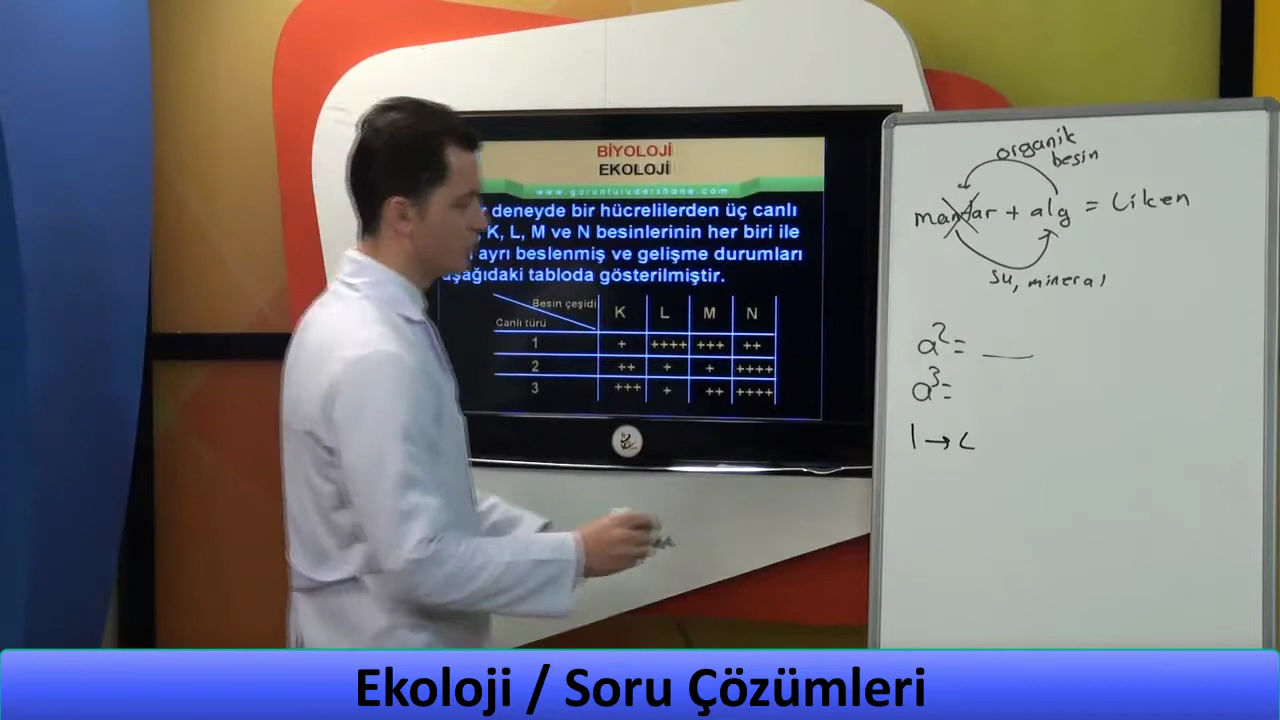 BİYOLOJİ
EKOLOJİ
www.goruntuludershane.com
deneyde bir hücrelilerden üç canlı
K, L, M ve N besinlerinin her biri ile
ayrı beslenmiş ve gelişme durumları
aşağıdaki tabloda gösterilmiştir.
Besin çeşidi K L M N
Canlı türü
1 + ++++ +++ ++
2 ++ + + ++++
3 +++ + ++ ++++
organik
besin
mantar + alg = Liken
su, mineral
a²= __
a³=
1→L
Ekoloji / Soru Çözümleri